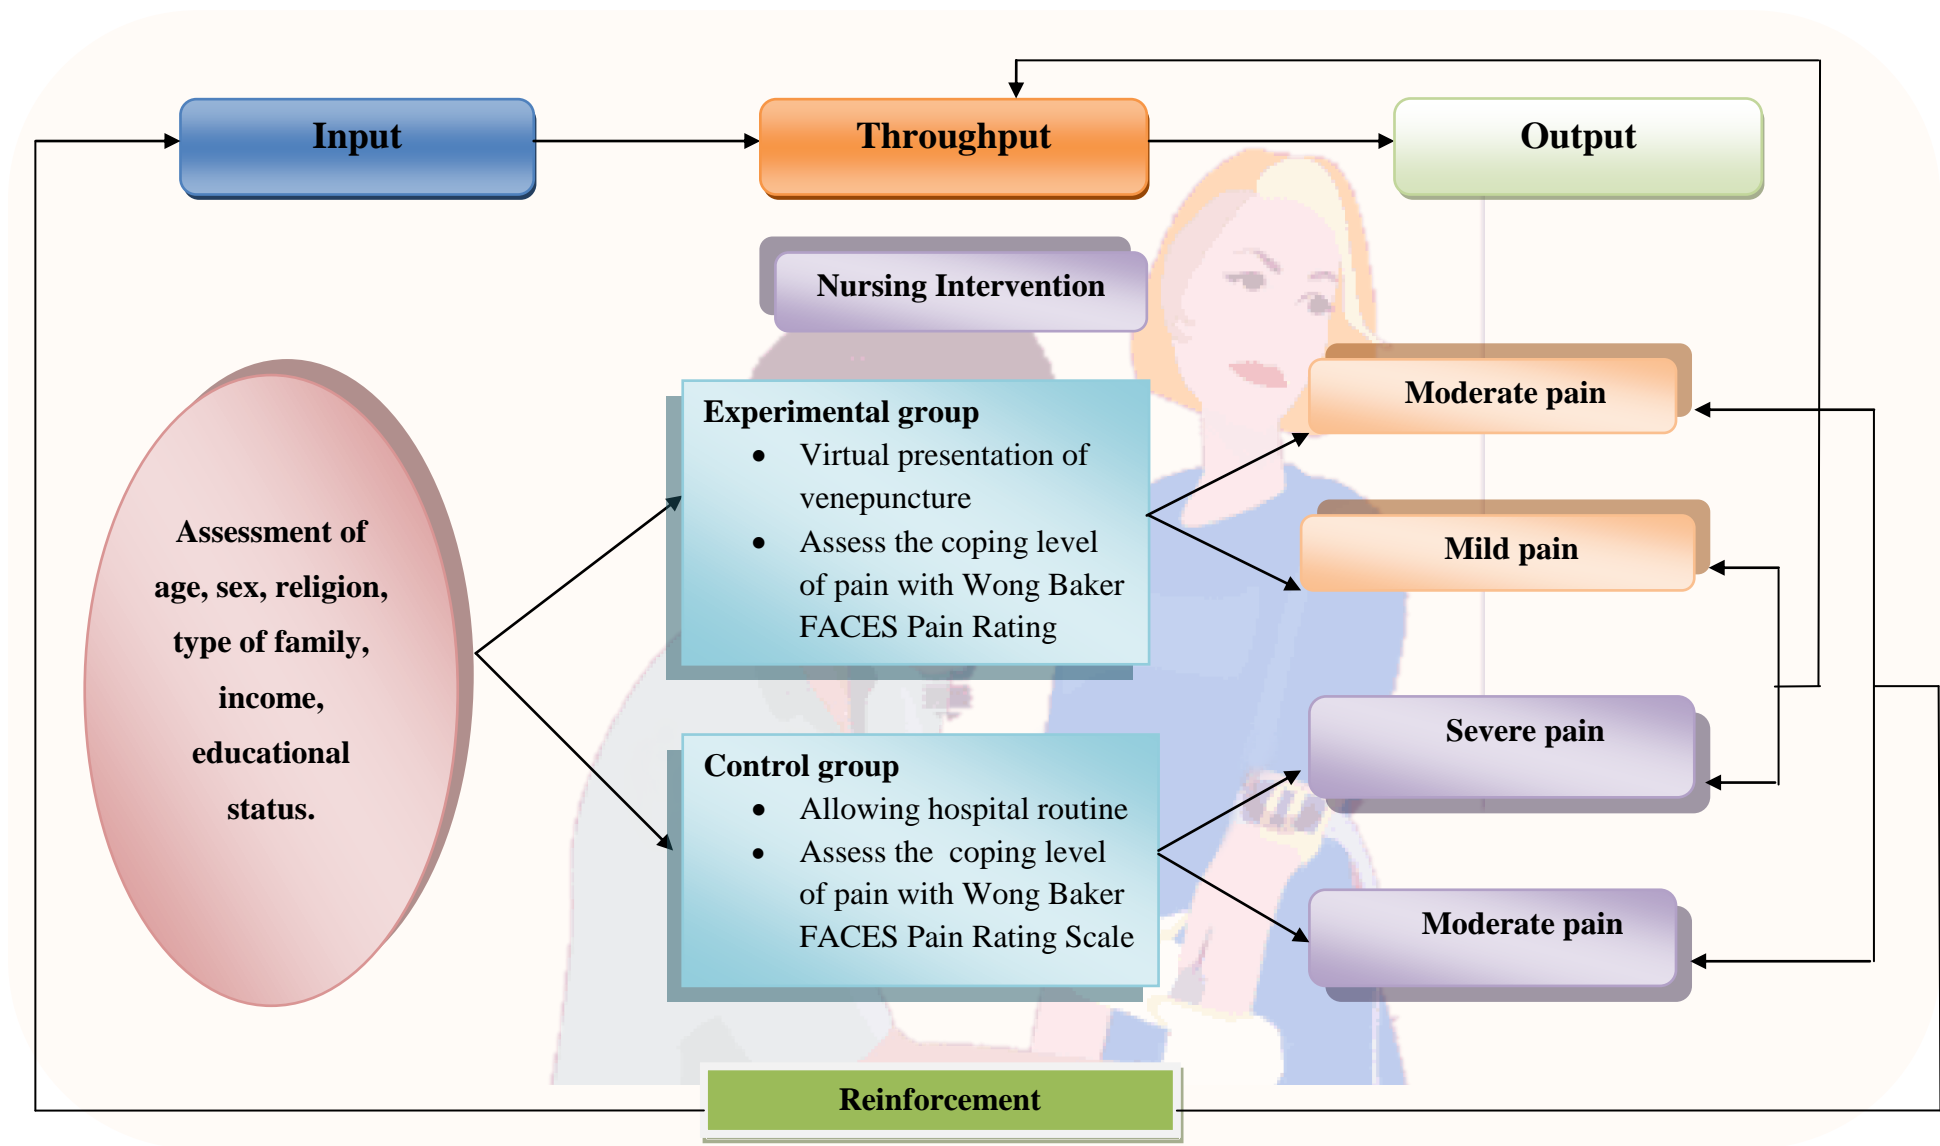 Input
Throughput
Output
Nursing Intervention
Assessment of
age, sex, religion,
type of family,
income,
educational
status.
Experimental group
• Virtual presentation of
venepuncture
• Assess the coping level
of pain with Wong Baker
FACES Pain Rating
Control group
• Allowing hospital routine
• Assess the coping level
of pain with Wong Baker
FACES Pain Rating Scale
Moderate pain
Mild pain
Severe pain
Moderate pain
Reinforcement